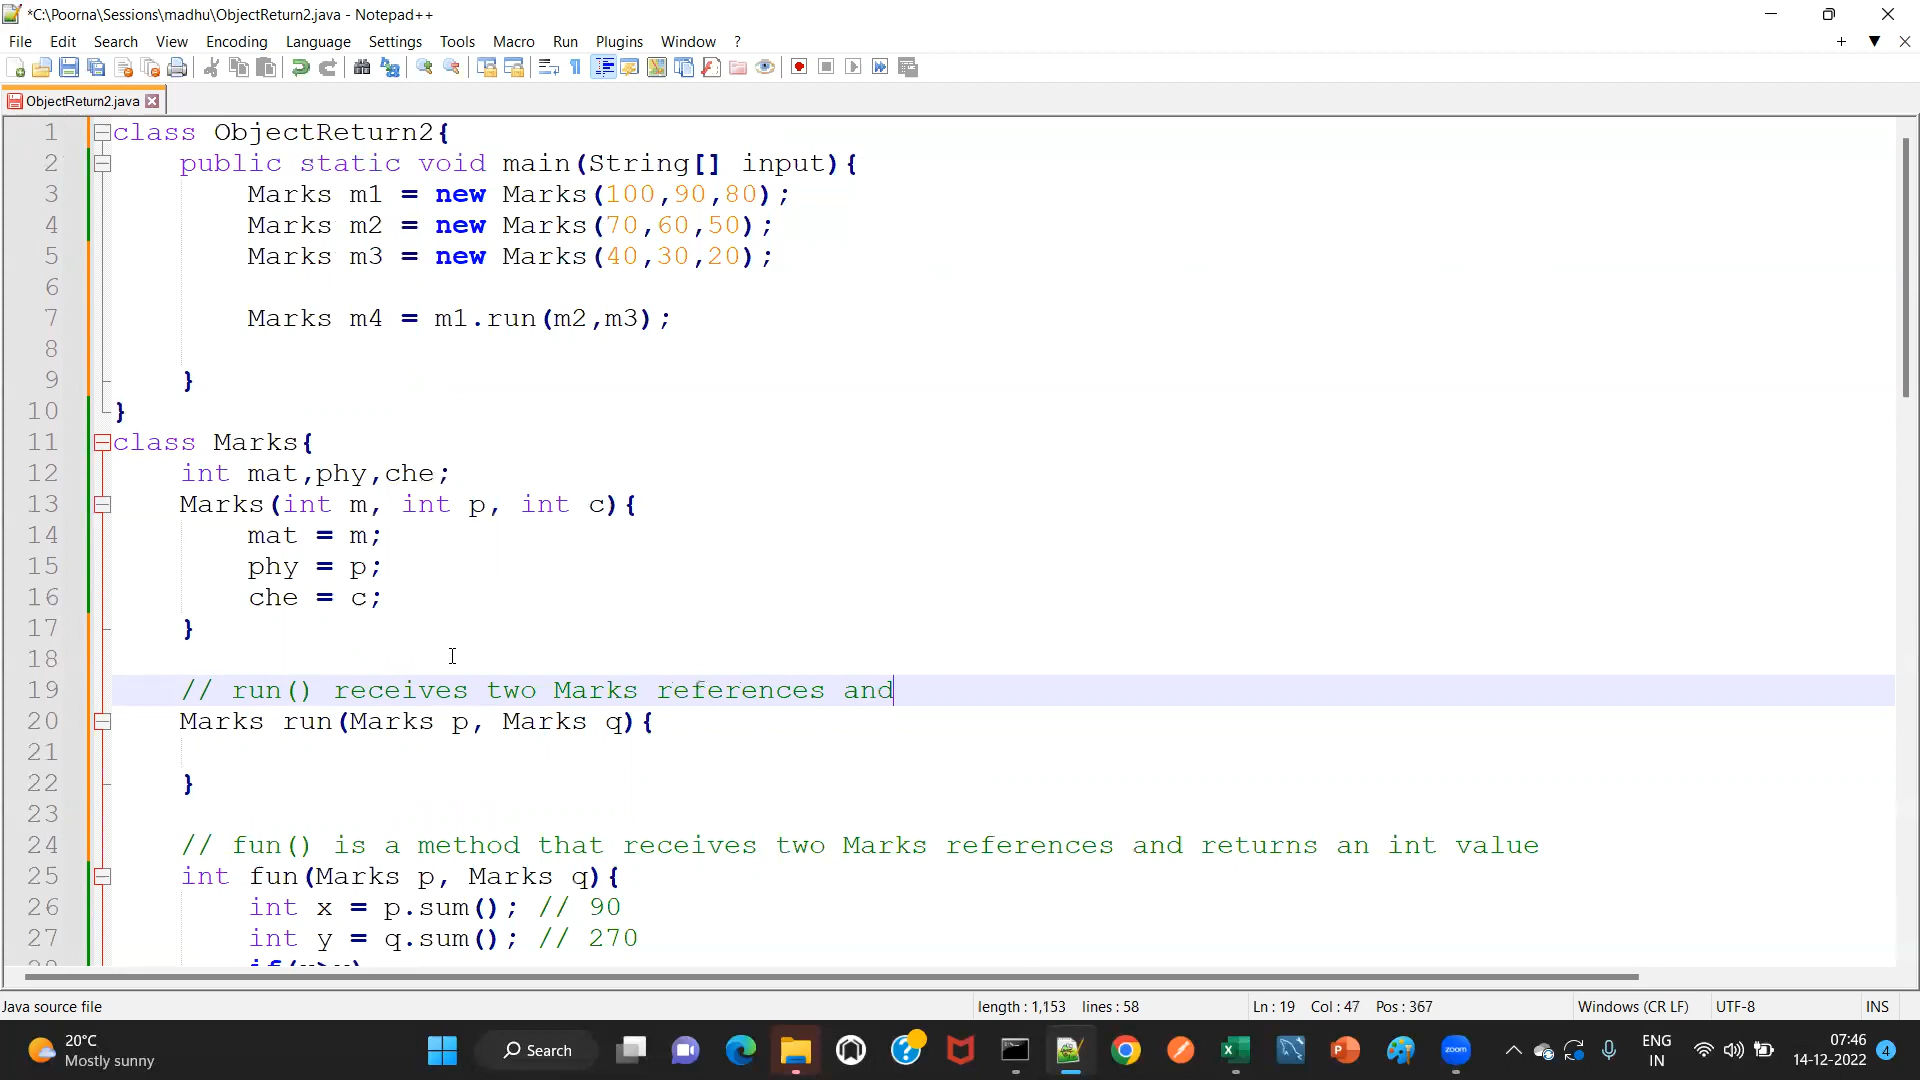 *C:\Poorna\Sessions\madhu\ObjectReturn2.java - Notepad++
File Edit Search View Encoding Language Settings Tools Macro Run Plugins Window ?
ObjectReturn2.java
1 class ObjectReturn2{
2 public static void main(String[] input){
3 Marks m1 = new Marks(100,90,80);
4 Marks m2 = new Marks(70,60,50);
5 Marks m3 = new Marks(40,30,20);
6
7 Marks m4 = m1.run(m2,m3);
8
9 }
10 }
11 class Marks{
12 int mat,phy,che;
13 Marks(int m, int p, int c){
14 mat = m;
15 phy = p;
16 che = c;
17 }
18
19 // run() receives two Marks references and
20 Marks run(Marks p, Marks q){
21
22 }
23
24 // fun() is a method that receives two Marks references and returns an int value
25 int fun(Marks p, Marks q){
26 int x = p.sum(); // 90
27 int y = q.sum(); // 270
Java source file length : 1,153 lines : 58 Ln : 19 Col : 47 Pos : 367 Windows (CR LF) UTF-8 INS
20°C
Mostly sunny
Search
zoom
ENG
IN
07:46
14-12-2022
4